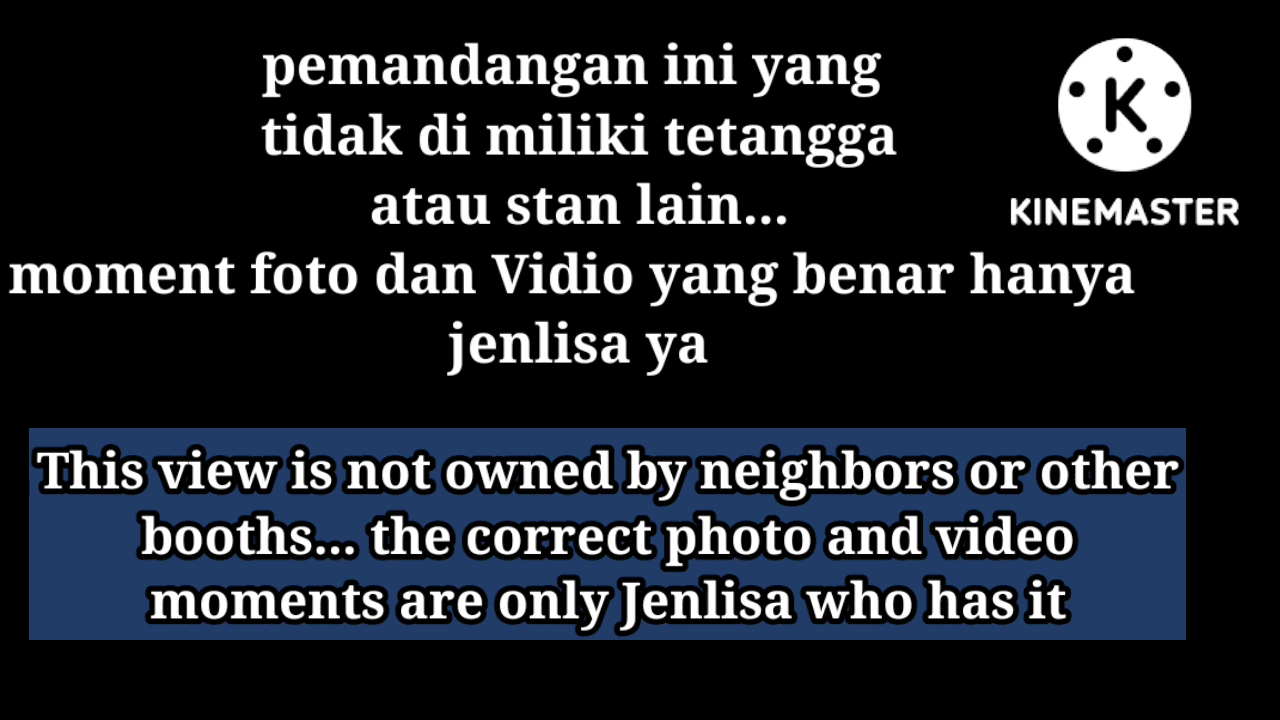 pemandangan ini yang
tidak di miliki tetangga
atau stan lain...
moment foto dan Vidio yang benar hanya
jenlisa ya
K
KINEMASTER
This view is not owned by neighbors or other
booths... the correct photo and video
moments are only Jenlisa who has it